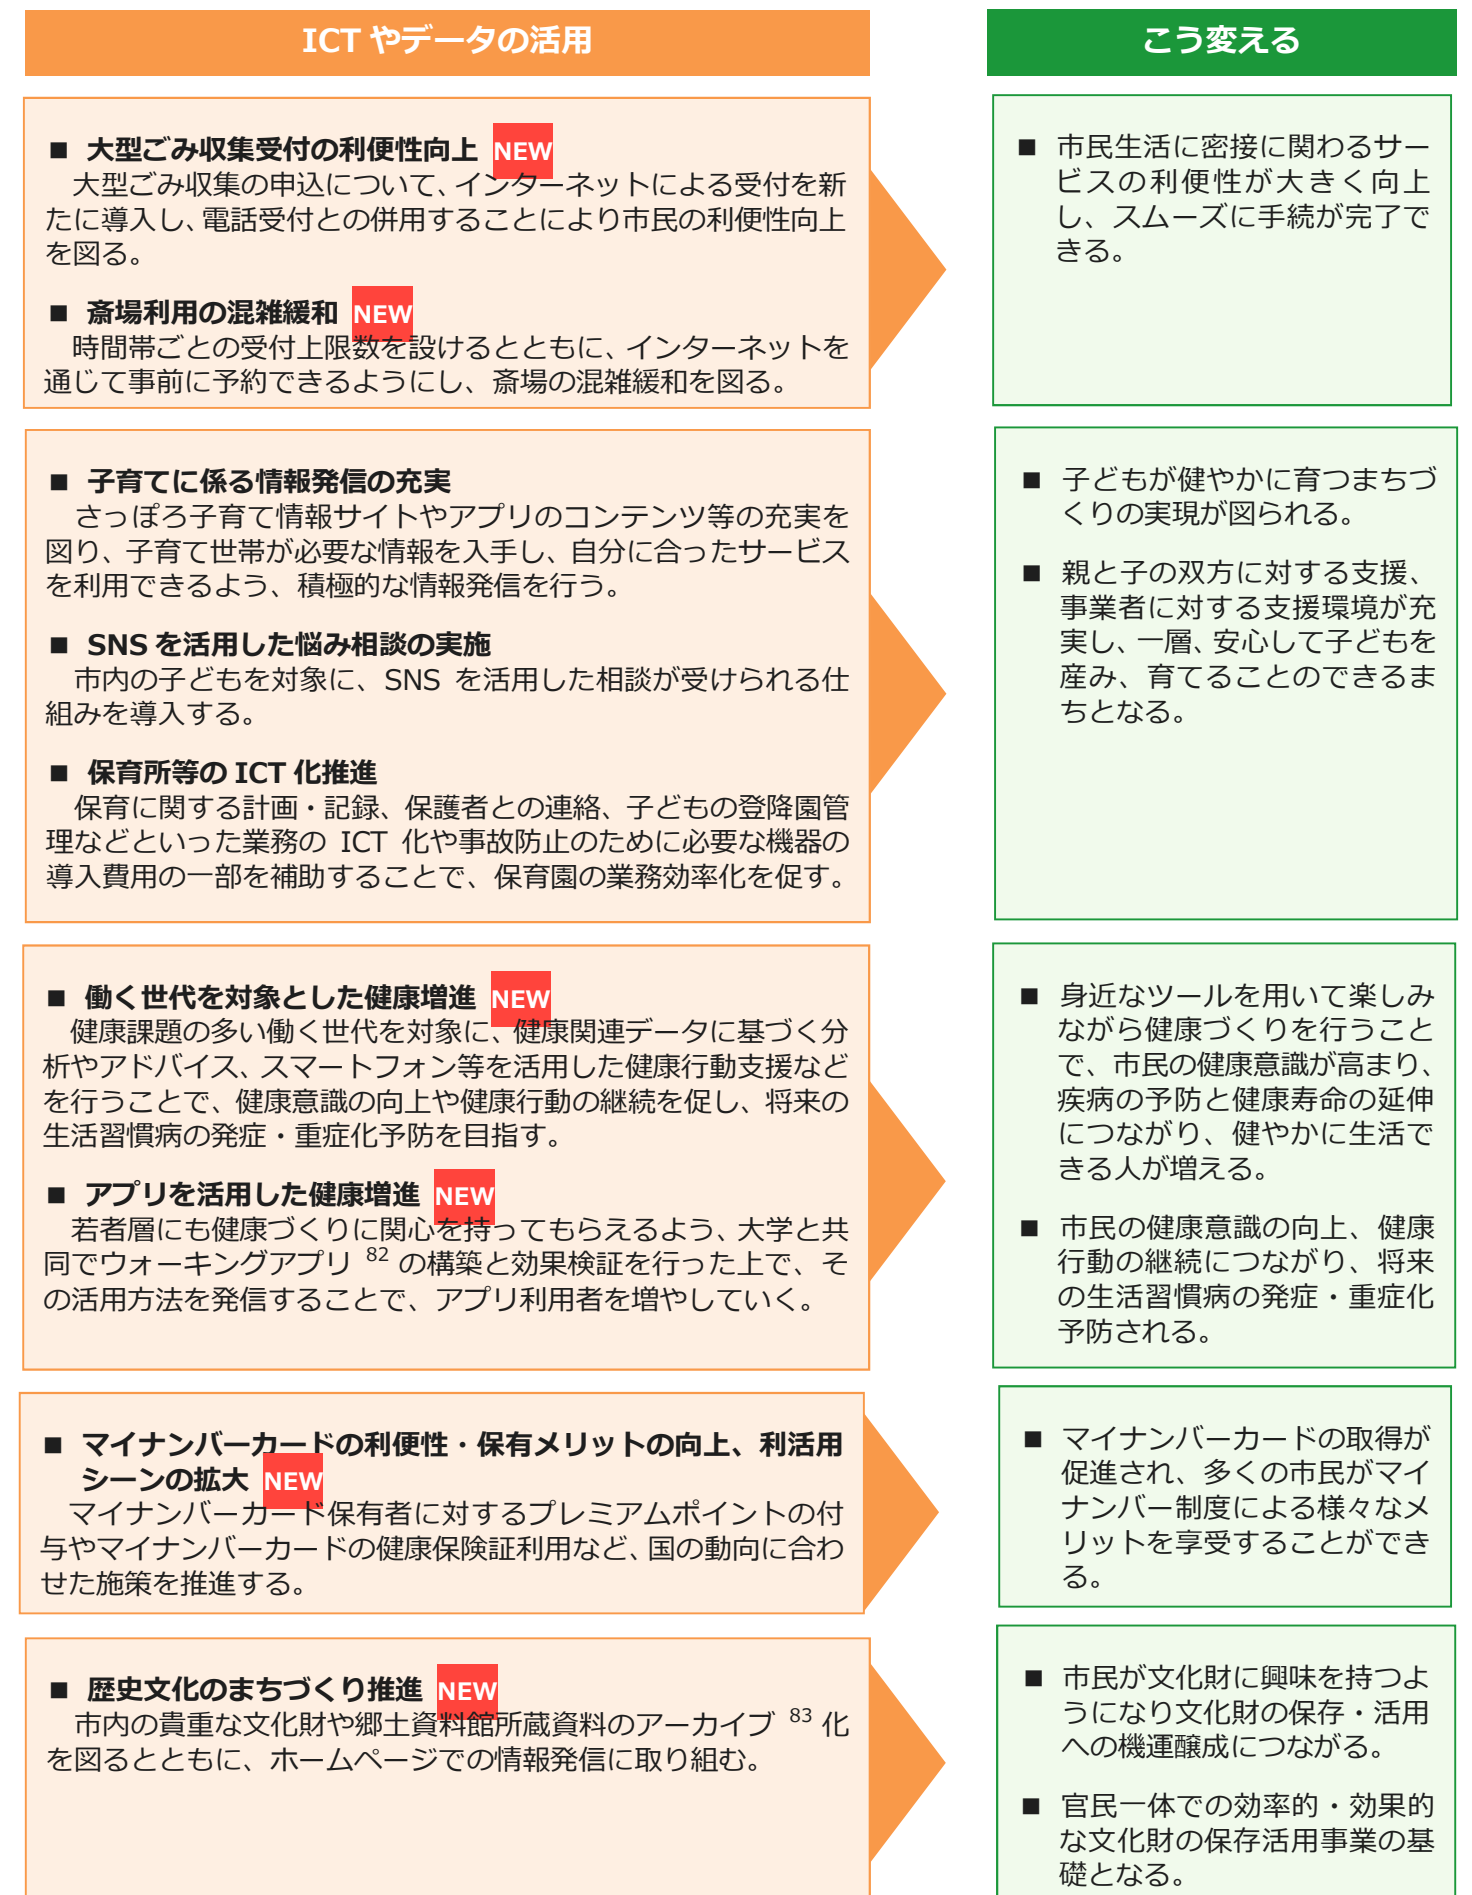 ICT やデータの活用
こう変える
■ 大型ごみ収集受付の利便性向上 NEW
大型ごみ収集の申込について、インターネットによる受付を新
たに導入し、電話受付との併用することにより市民の利便性向上
を図る。
■ 斎場利用の混雑緩和 NEW
時間帯ごとの受付上限数を設けるとともに、インターネットを
通じて事前に予約できるようにし、斎場の混雑緩和を図る。
■ 市民生活に密接に関わるサー
ビスの利便性が大きく向上
し、スムーズに手続が完了で
きる。
■ 子育てに係る情報発信の充実
さっぽろ子育て情報サイトやアプリのコンテンツ等の充実を
図り、子育て世帯が必要な情報を入手し、自分に合ったサービス
を利用できるよう、積極的な情報発信を行う。
■ SNS を活用した悩み相談の実施
市内の子どもを対象に、SNS を活用した相談が受けられる仕
組みを導入する。
■ 保育所等の ICT 化推進
保育に関する計画・記録、保護者との連絡、子どもの登降園管
理などといった業務の ICT 化や事故防止のために必要な機器の
導入費用の一部を補助することで、保育園の業務効率化を促す。
■ 子どもが健やかに育つまちづ
くりの実現が図られる。
■ 親と子の双方に対する支援、
事業者に対する支援環境が充
実し、一層、安心して子どもを
産み、育てることのできるま
ちとなる。
■ 働く世代を対象とした健康増進 NEW
健康課題の多い働く世代を対象に、健康関連データに基づく分
析やアドバイス、スマートフォン等を活用した健康行動支援など
を行うことで、健康意識の向上や健康行動の継続を促し、将来の
生活習慣病の発症・重症化予防を目指す。
■ アプリを活用した健康増進 NEW
若者層にも健康づくりに関心を持ってもらえるよう、大学と共
同でウォーキングアプリ 82 の構築と効果検証を行った上で、そ
の活用方法を発信することで、アプリ利用者を増やしていく。
■ 身近なツールを用いて楽しみ
ながら健康づくりを行うこと
で、市民の健康意識が高まり、
疾病の予防と健康寿命の延伸
につながり、健やかに生活で
きる人が増える。
■ 市民の健康意識の向上、健康
行動の継続につながり、将来
の生活習慣病の発症・重症化
予防される。
■ マイナンバーカードの利便性・保有メリットの向上、利活用
シーンの拡大 NEW
マイナンバーカード保有者に対するプレミアムポイントの付
与やマイナンバーカードの健康保険証利用など、国の動向に合わ
せた施策を推進する。
■ マイナンバーカードの取得が
促進され、多くの市民がマイ
ナンバー制度による様々なメ
リットを享受することができ
る。
■ 歴史文化のまちづくり推進 NEW
市内の貴重な文化財や郷土資料館所蔵資料のアーカイブ 83 化
を図るとともに、ホームページでの情報発信に取り組む。
■ 市民が文化財に興味を持つよ
うになり文化財の保存・活用
への機運醸成につながる。
■ 官民一体での効率的・効果的
な文化財の保存活用事業の基
礎となる。